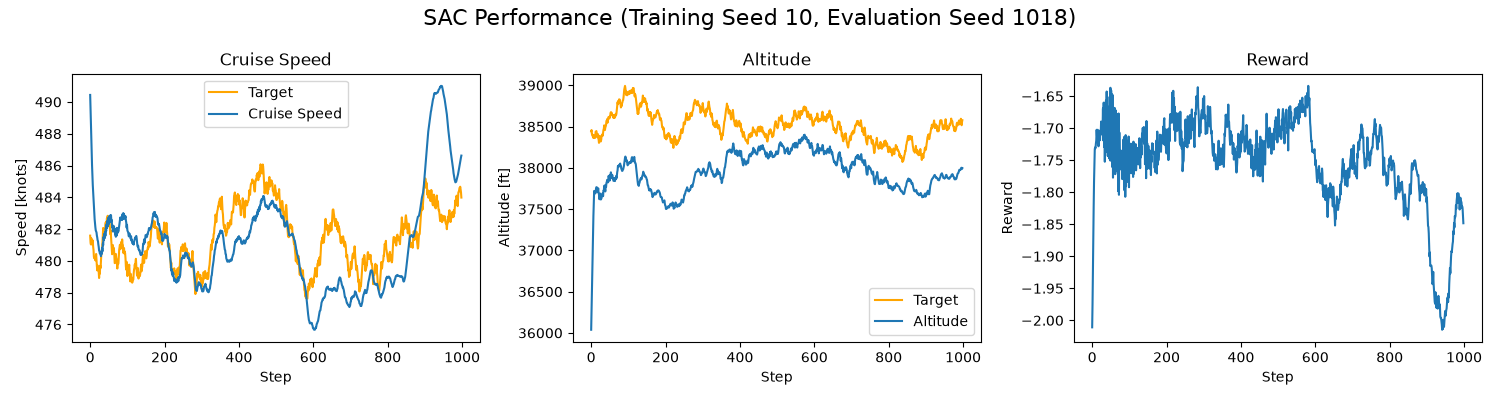 SAC Performance (Training Seed 10, Evaluation Seed 1018)
Cruise Speed
Speed [knots]
490
488
486
484
482
480
478
476
Target
Cruise Speed
0
200
400
600
800
1000
Step
Altitude
Altitude [ft]
39000
38500
38000
37500
37000
36500
36000
Target
Altitude
0
200
400
600
800
1000
Step
Reward
Reward
−1.65
−1.70
−1.75
−1.80
−1.85
−1.90
−1.95
−2.00
0
200
400
600
800
1000
Step